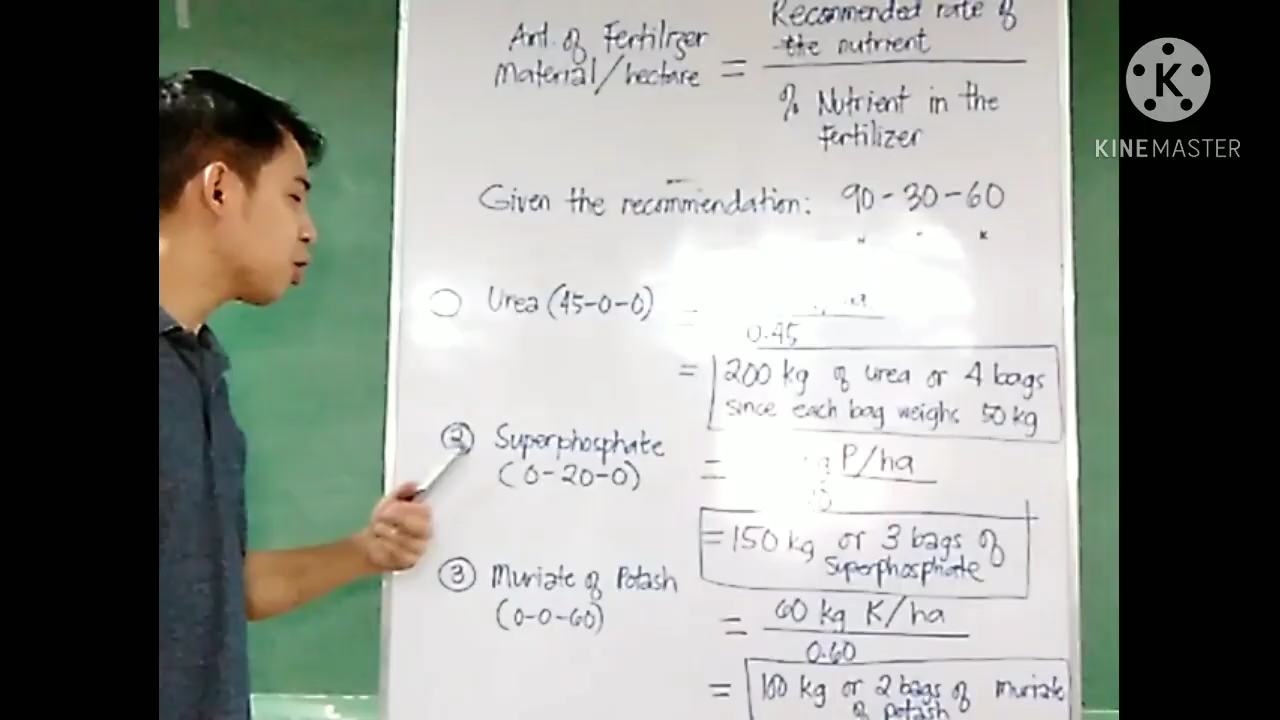 Recommended rate of
Amt. of Fertilizer
the nutrient
Material/hectare =
% Nutrient in the
Fertilizer
K
KINEMASTER
Given the recommendation: 90-30-60
N K
Urea (45-0-0) =
0.45
= 200 kg of urea or 4 bags
since each bag weighs 50 kg
② Superphosphate
(0-20-0)
= P/ha
= 150 kg or 3 bags of
Superphosphate
③ Muriate of Potash
(0-0-60)
= 60 kg K/ha
0.60
= 100 kg or 2 bags of Muriate
of Potash